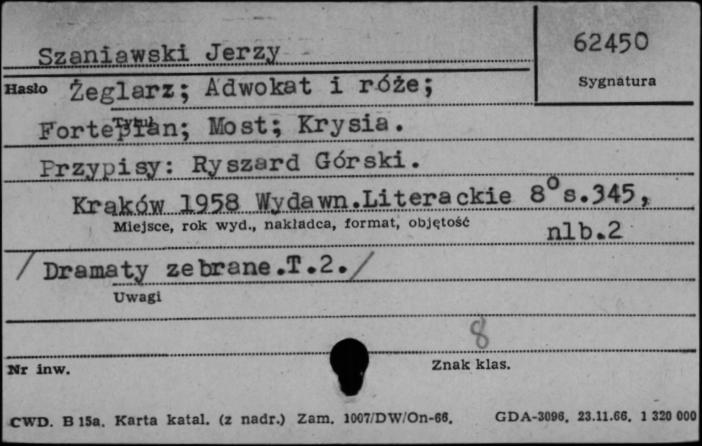 Szaniawski Jerzy
62450
Hasło
Sygnatura
Żeglarz; Adwokat i róże;
Tytuł
Fortepian; Most; Krysia.
Przypisy: Ryszard Górski.
Kraków 1958 Wydawn.Literackie 8° s.345,
Miejsce, rok wyd., nakładca, format, objętość
nlb.2
/Dramaty zebrane.T.2./
Uwagi
8
Nr inw.
Znak klas.
CWD. B 15a. Karta katal. (z nadr.) Zam. 1007/DW/On-66. GDA-3096. 23.11.66. 1 320 000